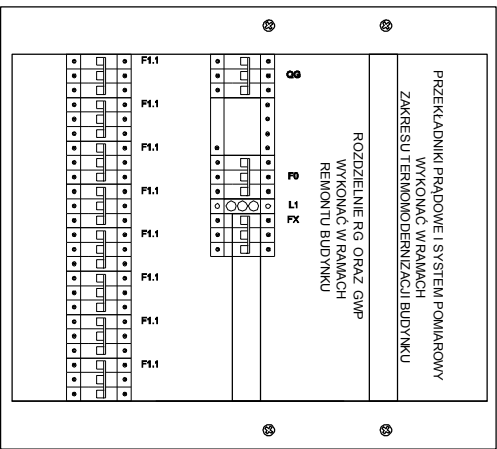 F1.1
F1.1
F1.1
F1.1
F1.1
F1.1
F1.1
F1.1
QG
F0
L1
FX
ROZDZIELNIE RG ORAZ GWP
WYKONAĆ W RAMACH
REMONTU BUDYNKU
PRZEKŁADNIKI PRĄDOWE I SYSTEM POMIAROWY
WYKONAĆ W RAMACH
ZAKRESU TERMOMODERNIZACJI BUDYNKU